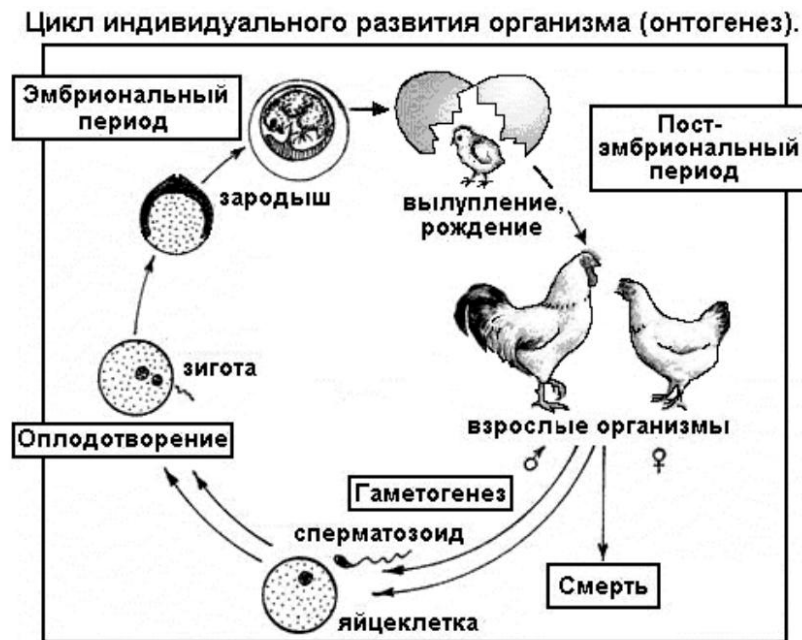 Цикл индивидуального развития организма (онтогенез).
Эмбриональный
период
Пост-
эмбриональный
период
зародыш
вылупление,
рождение
зигота
Оплодотворение
взрослые организмы
♂
♀
Гаметогенез
сперматозоид
Смерть
яйцеклетка